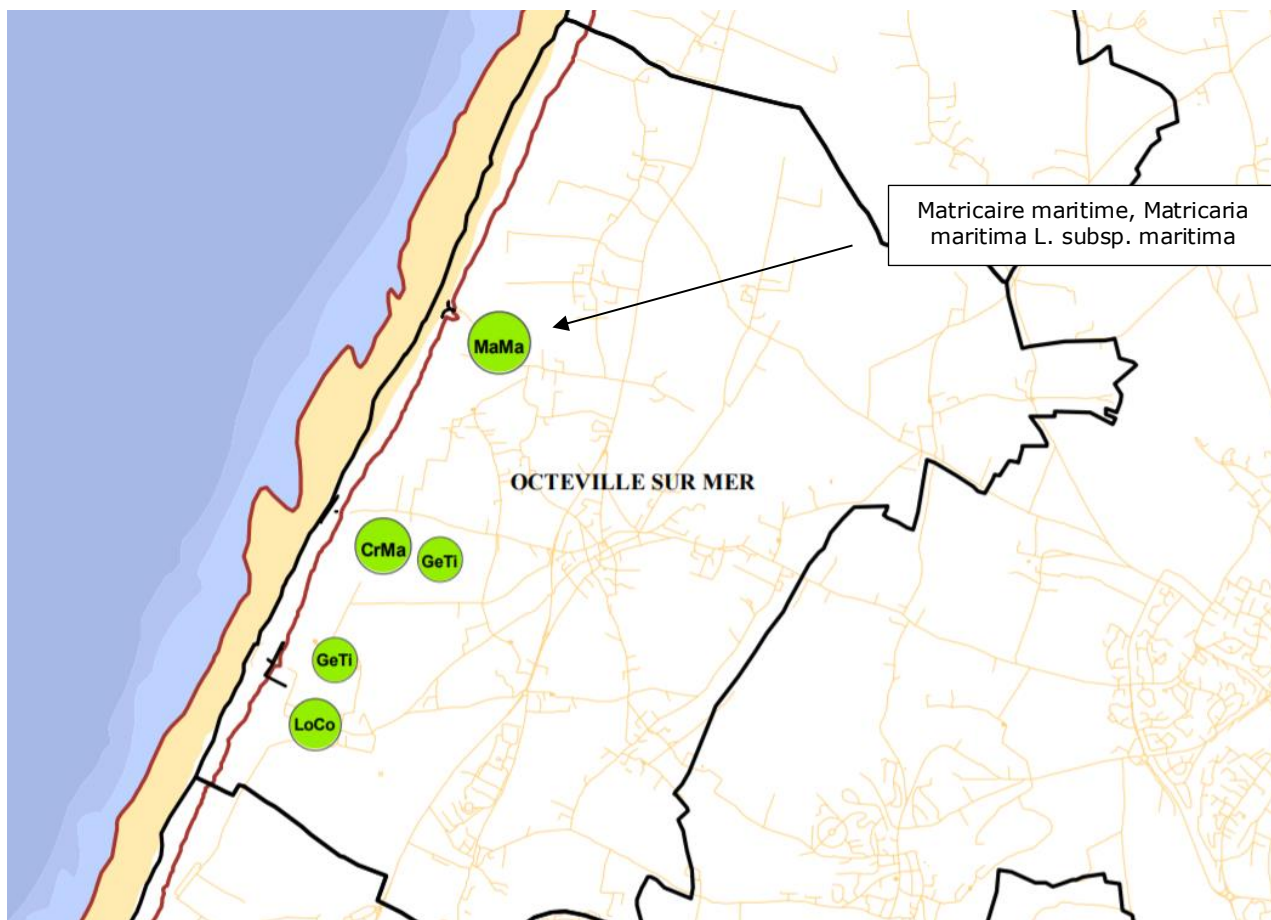 Matricaire maritime, Matricaria
maritima L. subsp. maritima
MaMa
OCTEVILLE SUR MER
CrMa
GeTi
GeTi
LoCo